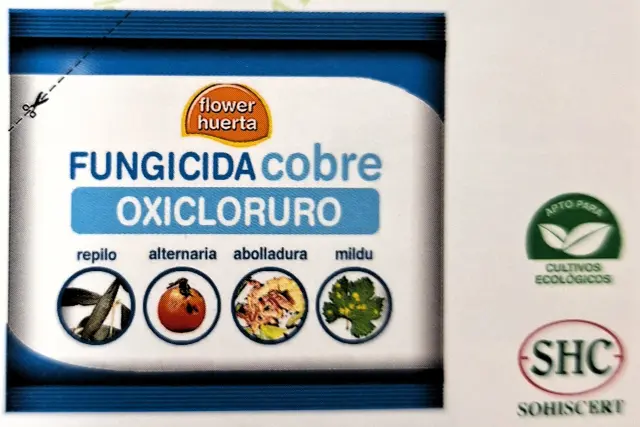 flower
huerta
FUNGICIDA cobre
OXICLORURO
repilo alternaria abolladura mildu
APTO PARA
CULTIVOS
ECOLÓGICOS
SHC
SOHISCERT